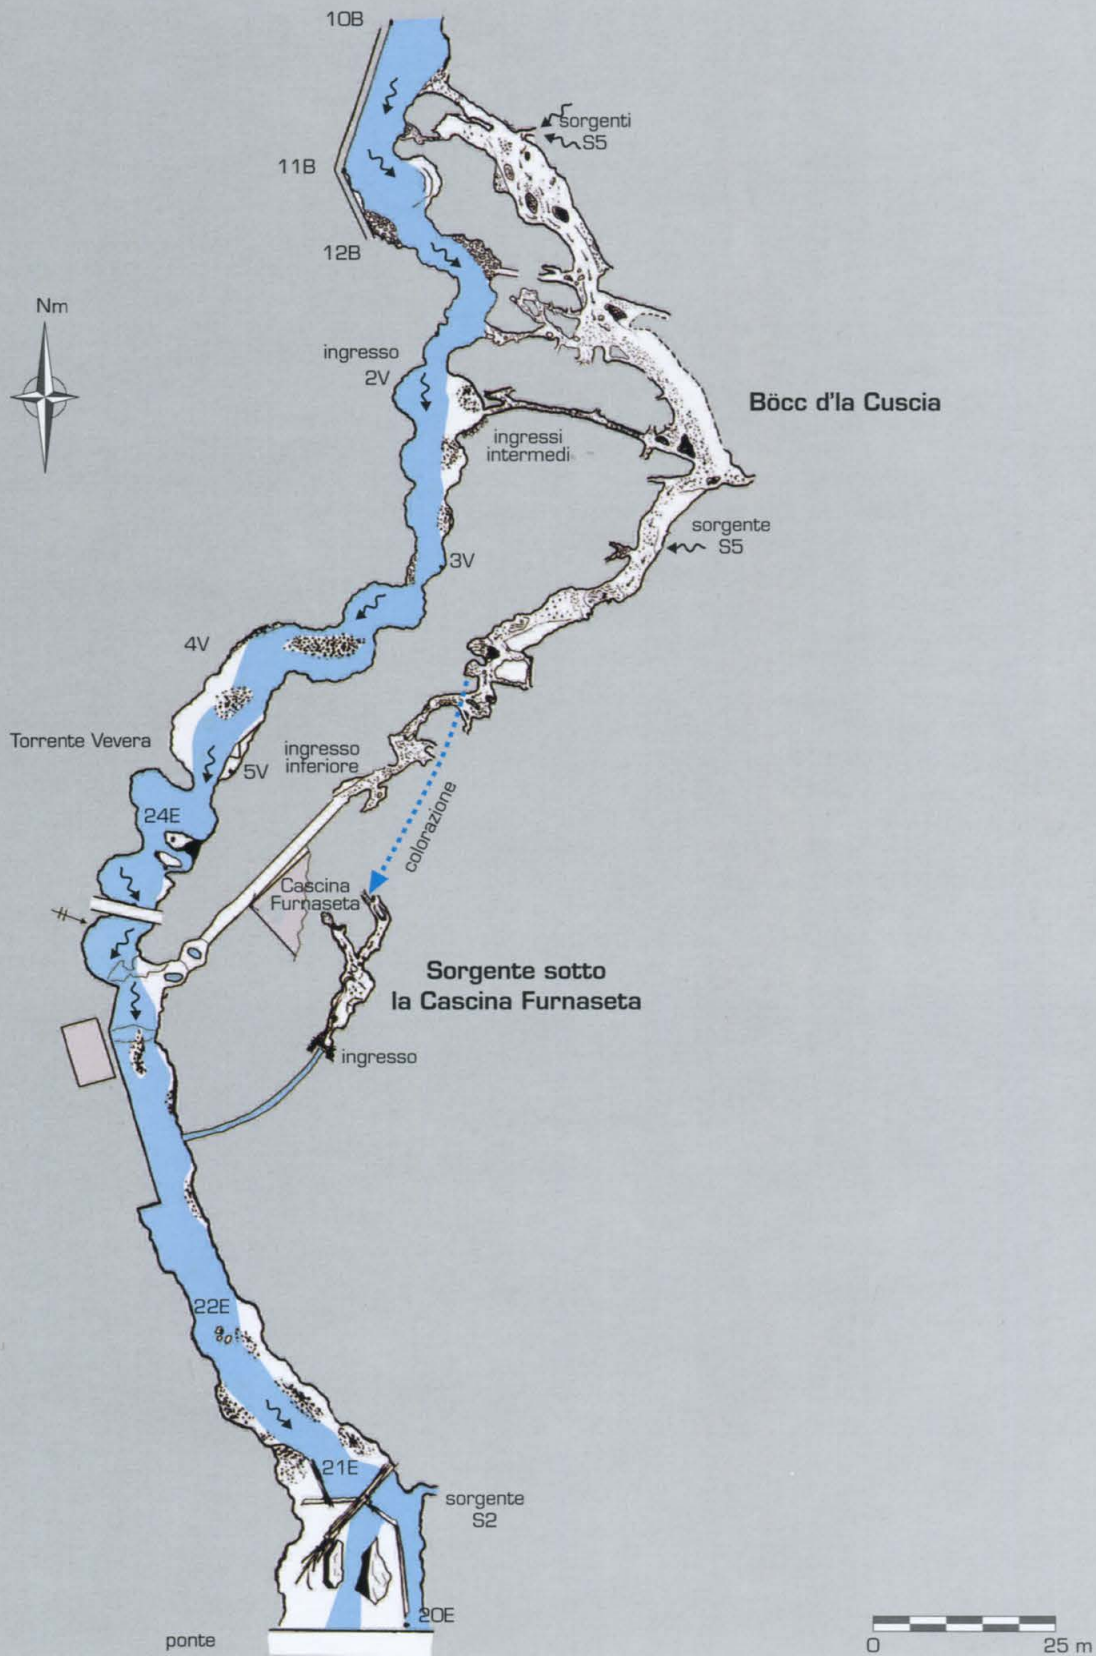 10B
sorgenti
S5
11B
12B
Nm
ingresso
2V
Böcc d'la Cuscia
ingressi
intermedi
sorgente
S5
3V
4V
Torrente Vevera
ingresso
inferiore
5V
colorazione
24E
Cascina
Furnaseta
Sorgente sotto
la Cascina Furnaseta
ingresso
22E
21E
sorgente
S2
20E
ponte
0 25 m